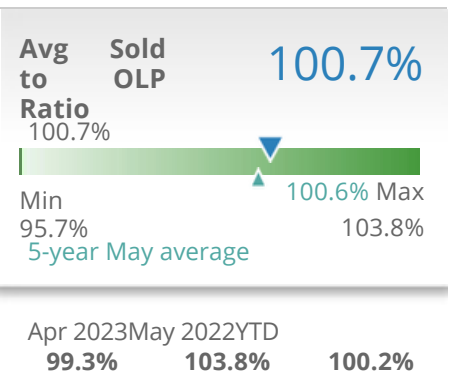 Avg Sold
to OLP
Ratio
100.7%
100.7%
100.6% Max
Min
95.7%
103.8%
5-year May average
Apr 2023May 2022YTD
99.3% 103.8% 100.2%